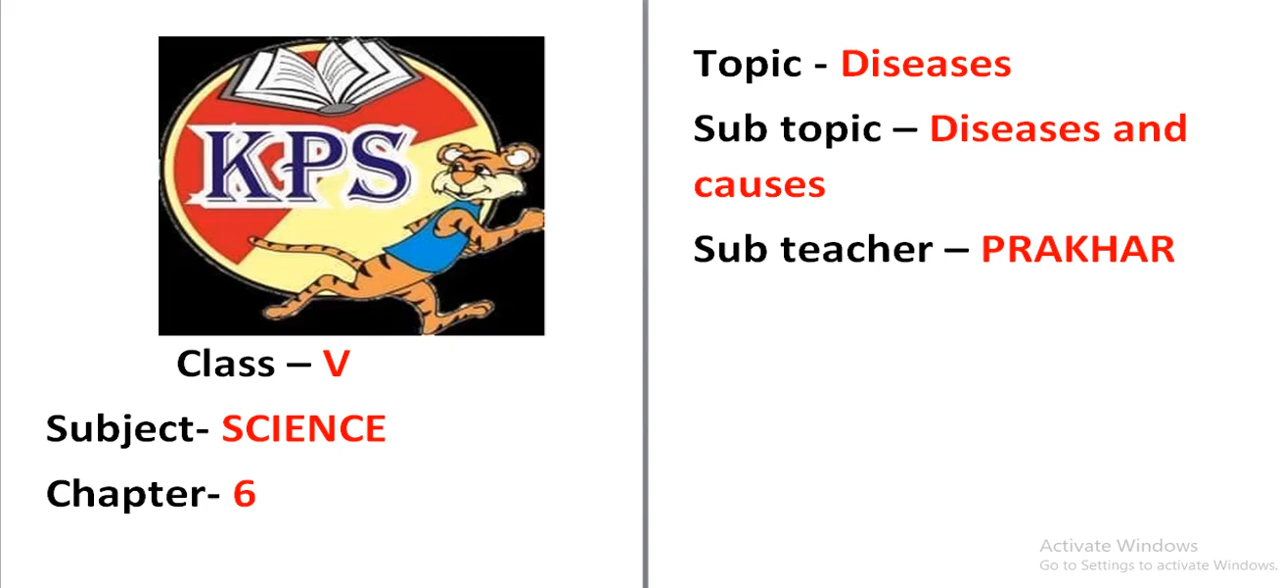 KPS
Class – V
Subject- SCIENCE
Chapter- 6
Topic - Diseases
Sub topic – Diseases and
causes
Sub teacher – PRAKHAR
Activate Windows
Go to Settings to activate Windows.